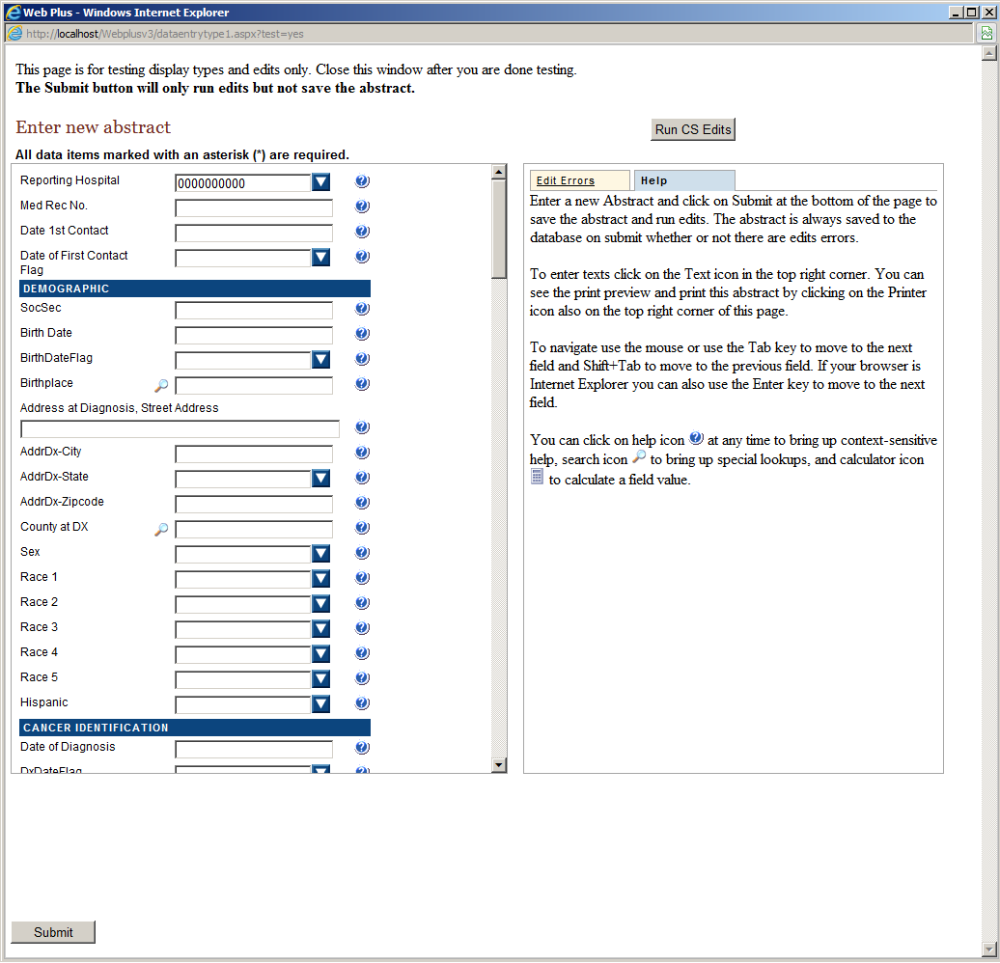 Web Plus - Windows Internet Explorer
http://localhost/Webplusv3/dataentrytype1.aspx?test=yes
This page is for testing display types and edits only. Close this window after you are done testing.
The Submit button will only run edits but not save the abstract.
Enter new abstract
Run CS Edits
All data items marked with an asterisk (*) are required.
Reporting Hospital 0000000000
Med Rec No.
Date 1st Contact
Date of First Contact
Flag
DEMOGRAPHIC
SocSec
Birth Date
BirthDateFlag
Birthplace
Address at Diagnosis, Street Address
AddrDx-City
AddrDx-State
AddrDx-Zipcode
County at DX
Sex
Race 1
Race 2
Race 3
Race 4
Race 5
Hispanic
CANCER IDENTIFICATION
Date of Diagnosis
DxDateFlag
Edit Errors Help
Enter a new Abstract and click on Submit at the bottom of the page to
save the abstract and run edits. The abstract is always saved to the
database on submit whether or not there are edits errors.
To enter texts click on the Text icon in the top right corner. You can
see the print preview and print this abstract by clicking on the Printer
icon also on the top right corner of this page.
To navigate use the mouse or use the Tab key to move to the next
field and Shift+Tab to move to the previous field. If your browser is
Internet Explorer you can also use the Enter key to move to the next
field.
You can click on help icon ? at any time to bring up context-sensitive
help, search icon to bring up special lookups, and calculator icon
to calculate a field value.
Submit